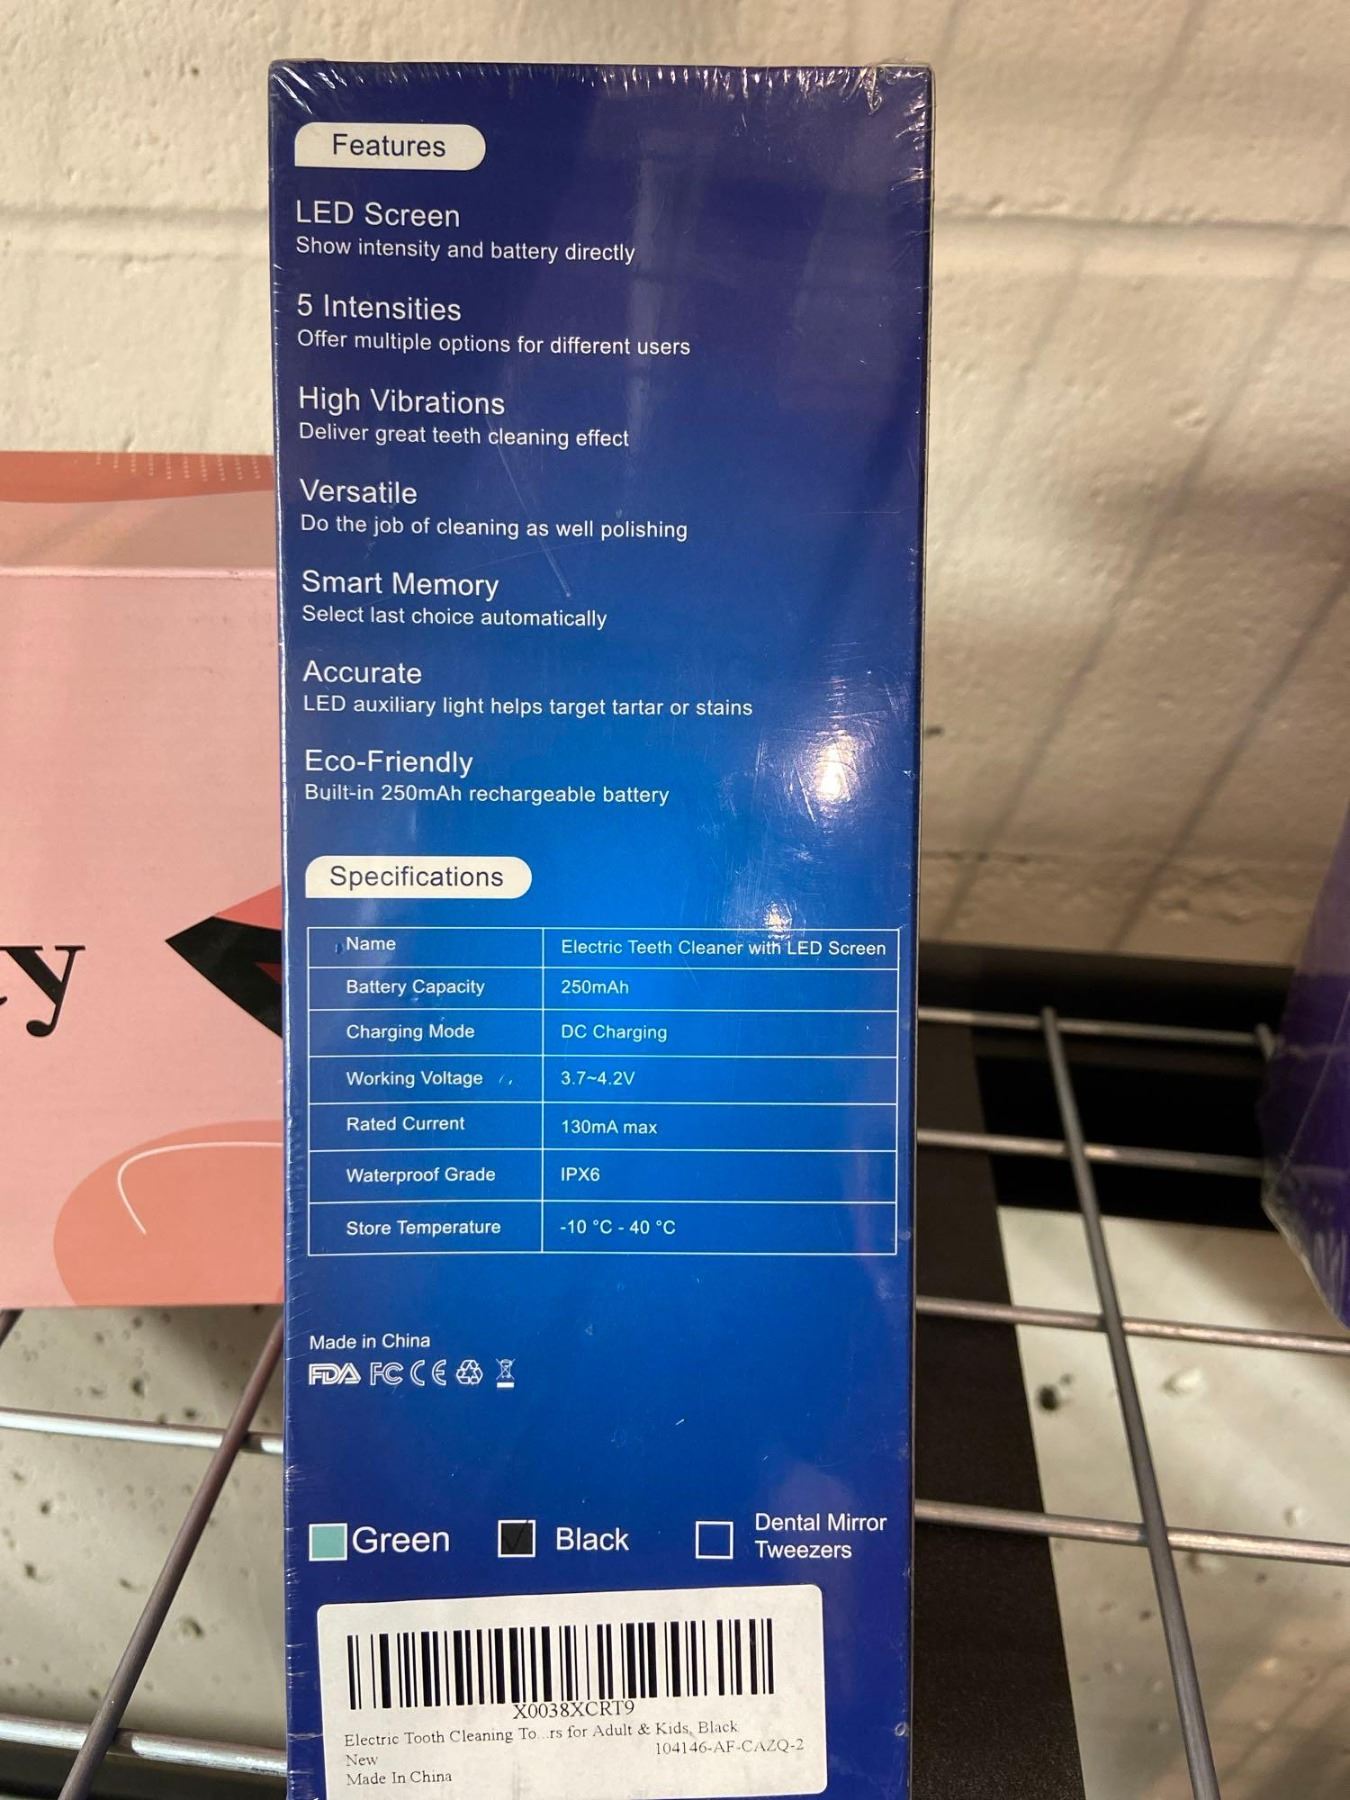 Features
LED Screen
Show intensity and battery directly
5 Intensities
Offer multiple options for different users
High Vibrations
Deliver great teeth cleaning effect
Versatile
Do the job of cleaning as well polishing
Smart Memory
Select last choice automatically
Accurate
LED auxiliary light helps target tartar or stains
Eco-Friendly
Built-in 250mAh rechargeable battery
Specifications
Name Electric Teeth Cleaner with LED Screen
Battery Capacity 250mAh
Charging Mode DC Charging
Working Voltage 3.7~4.2V
Rated Current 130mA max
Waterproof Grade IPX6
Store Temperature -10 °C - 40 °C
Made in China
FDA FC CE
Green Black Dental Mirror
Tweezers
X0038XCRT9
Electric Tooth Cleaning To...rs for Adult & Kids, Black
New 104146-AF-CAZQ-2
Made In China
y